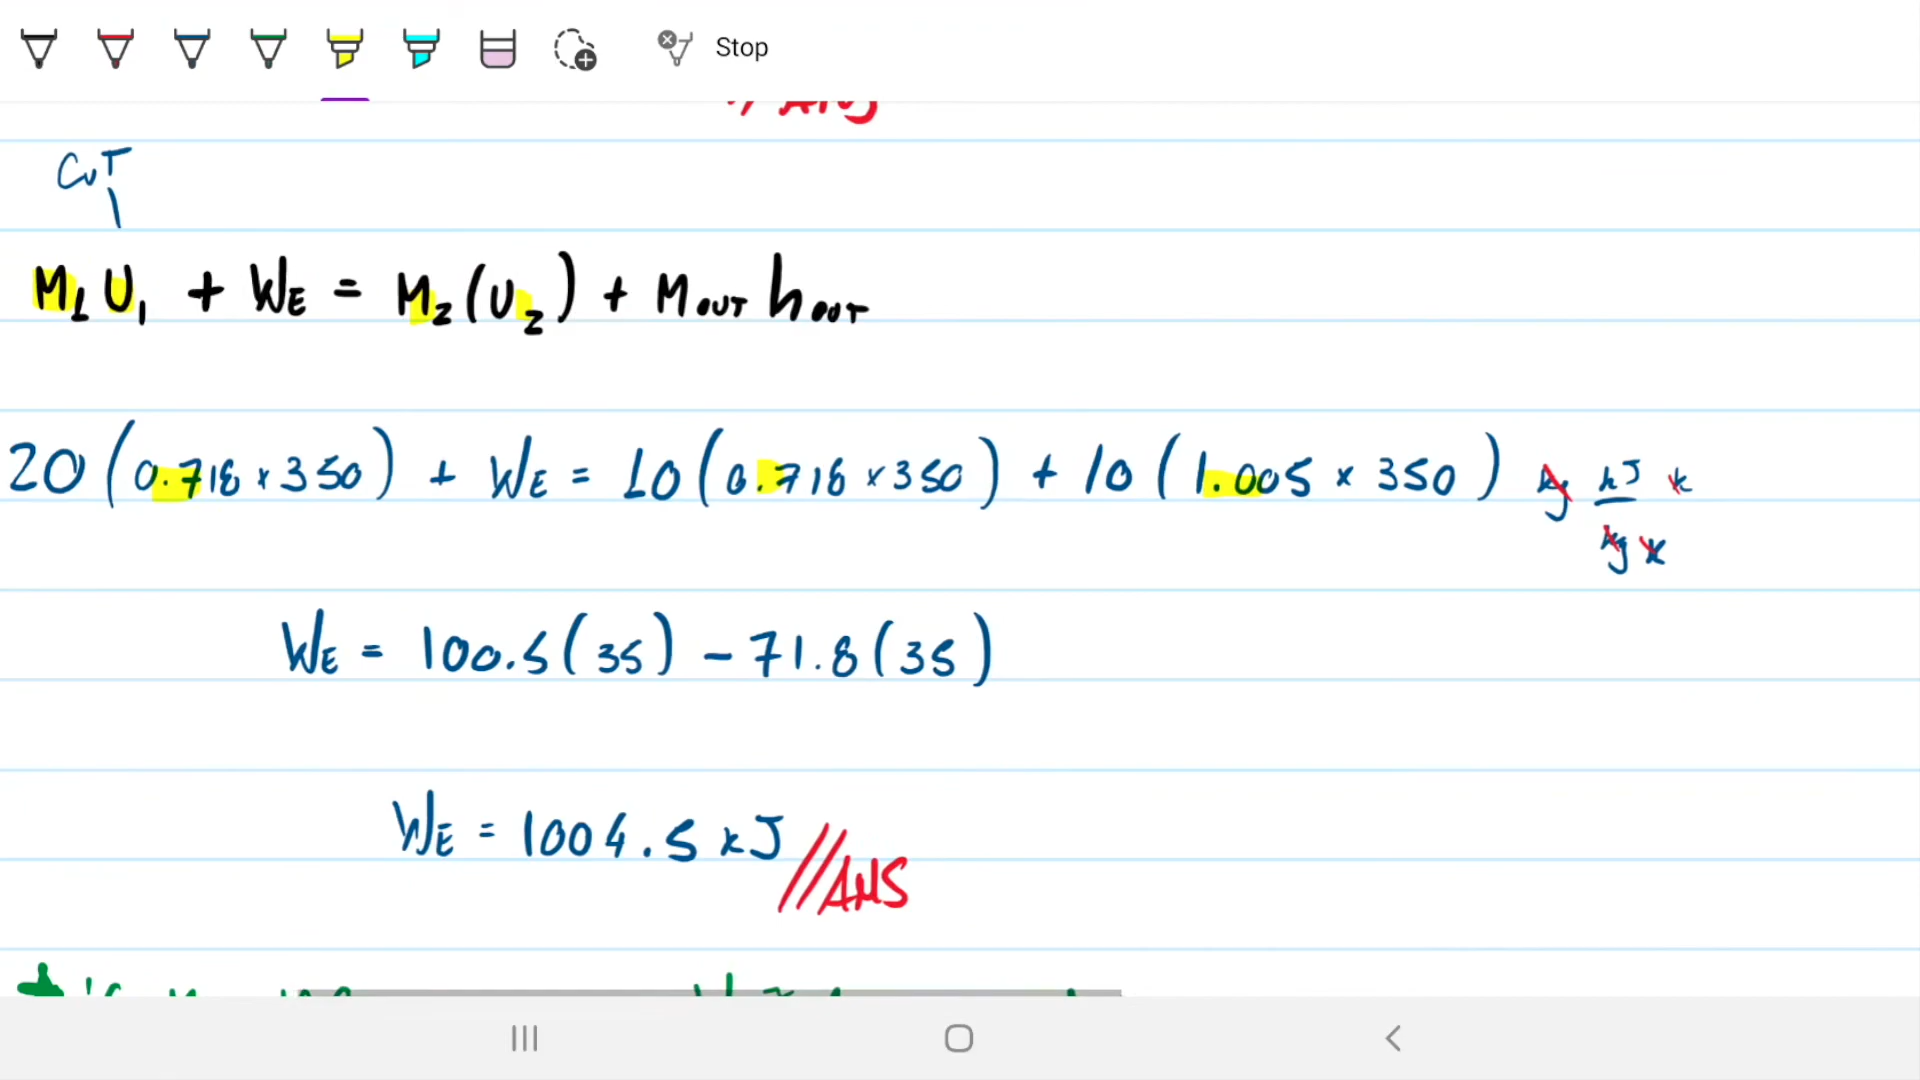 Stop
CvT
M1 U1 + WE = M2 (U2) + MOUT hOUT
20 (0.718 x 350) + WE = 10 (0.718 x 350) + 10 (1.005 x 350) kg kJ K
kg K
WE = 100.5 (35) - 71.8 (35)
WE = 1004.5 kJ // ANS